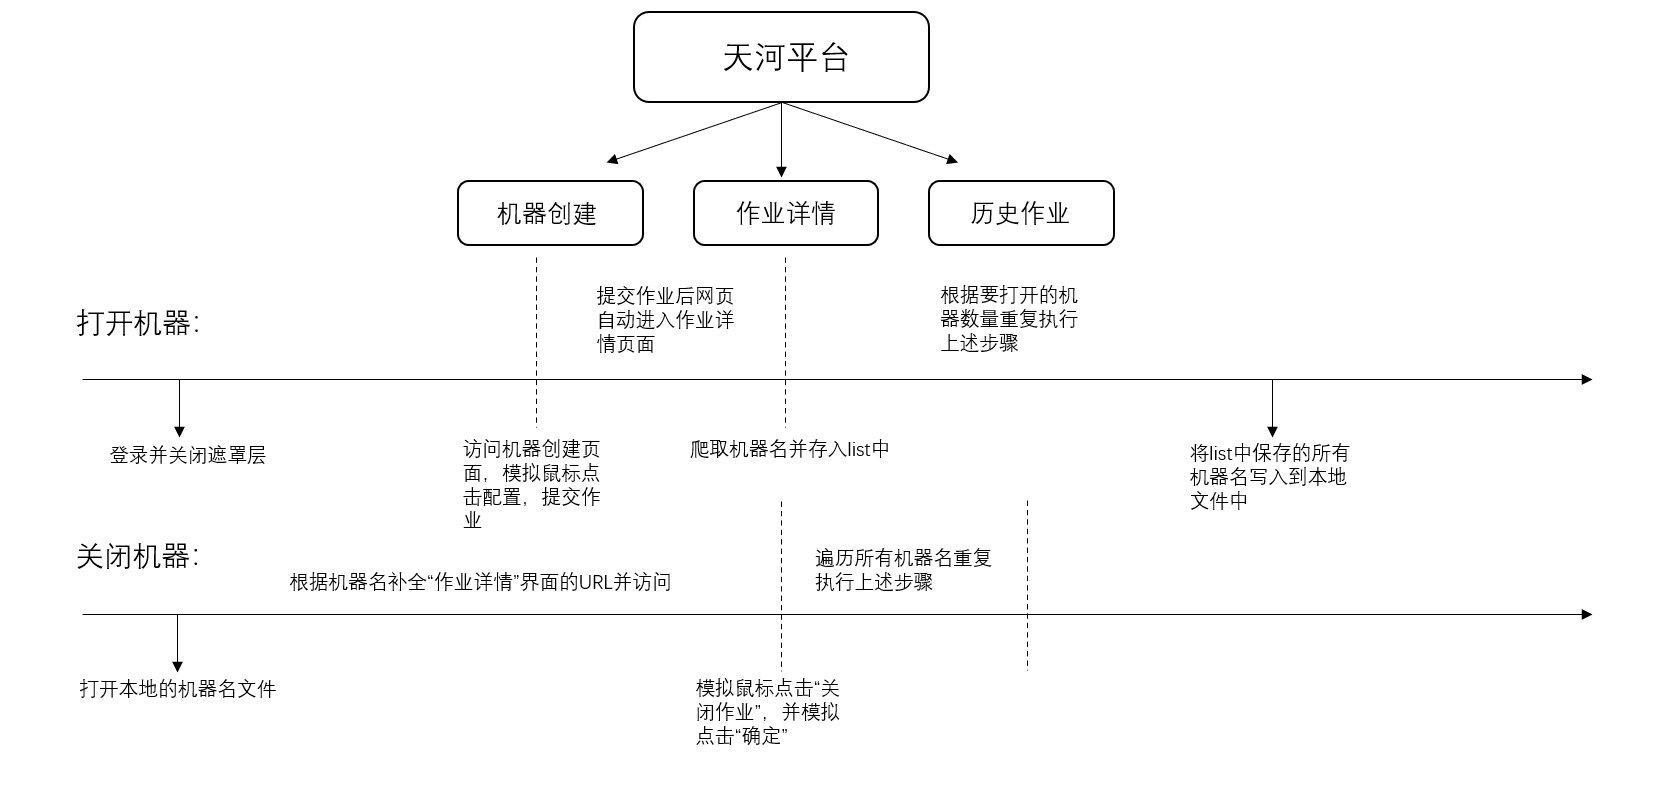 天河平台
机器创建
作业详情
历史作业
打开机器：
提交作业后网页
自动进入作业详
情页面
根据要打开的机
器数量重复执行
上述步骤
登录并关闭遮罩层
访问机器创建页
面，模拟鼠标点
击配置，提交作
业
爬取机器名并存入list中
将list中保存的所有
机器名写入到本地
文件中
关闭机器：
根据机器名补全“作业详情”界面的URL并访问
遍历所有机器名重复
执行上述步骤
打开本地的机器名文件
模拟鼠标点击“关
闭作业”，并模拟
点击“确定”